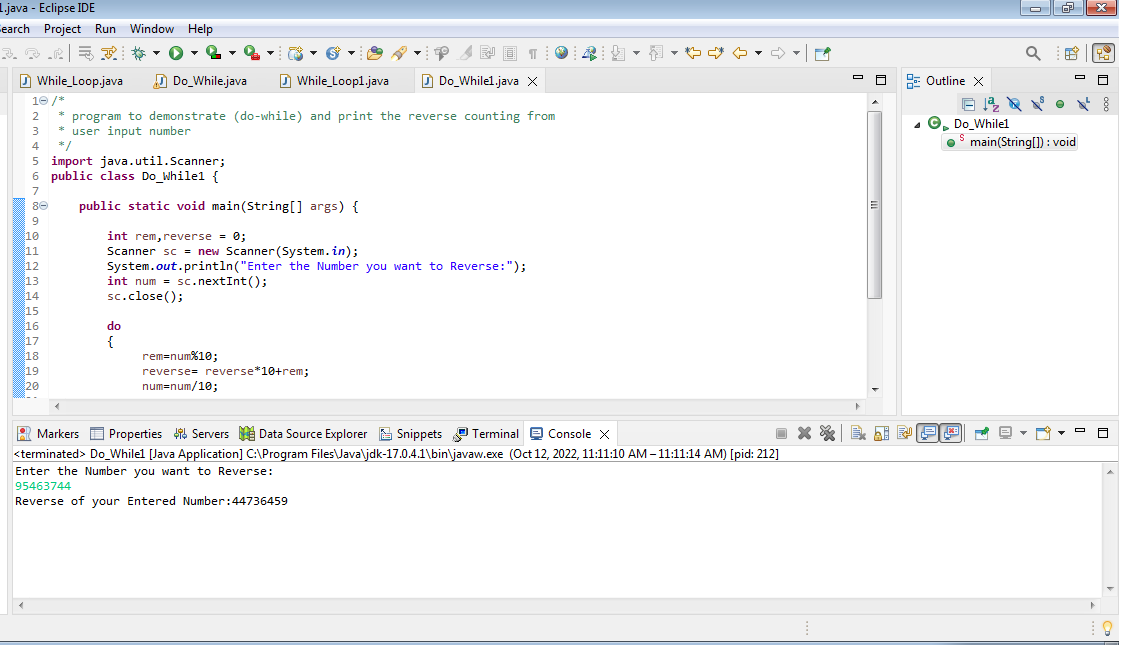 1.java - Eclipse IDE
Search Project Run Window Help
While_Loop.java Do_While.java While_Loop1.java Do_While1.java
1 /*
2 * program to demonstrate (do-while) and print the reverse counting from
3 * user input number
4 */
5 import java.util.Scanner;
6 public class Do_While1 {
7
8 public static void main(String[] args) {
9
10 int rem,reverse = 0;
11 Scanner sc = new Scanner(System.in);
12 System.out.println("Enter the Number you want to Reverse:");
13 int num = sc.nextInt();
14 sc.close();
15
16 do
17 {
18 rem=num%10;
19 reverse= reverse*10+rem;
20 num=num/10;
Outline
Do_While1
main(String[]) : void
Markers Properties Servers Data Source Explorer Snippets Terminal Console
<terminated> Do_While1 [Java Application] C:\Program Files\Java\jdk-17.0.4.1\bin\javaw.exe (Oct 12, 2022, 11:11:10 AM – 11:11:14 AM) [pid: 212]
Enter the Number you want to Reverse:
95463744
Reverse of your Entered Number:44736459